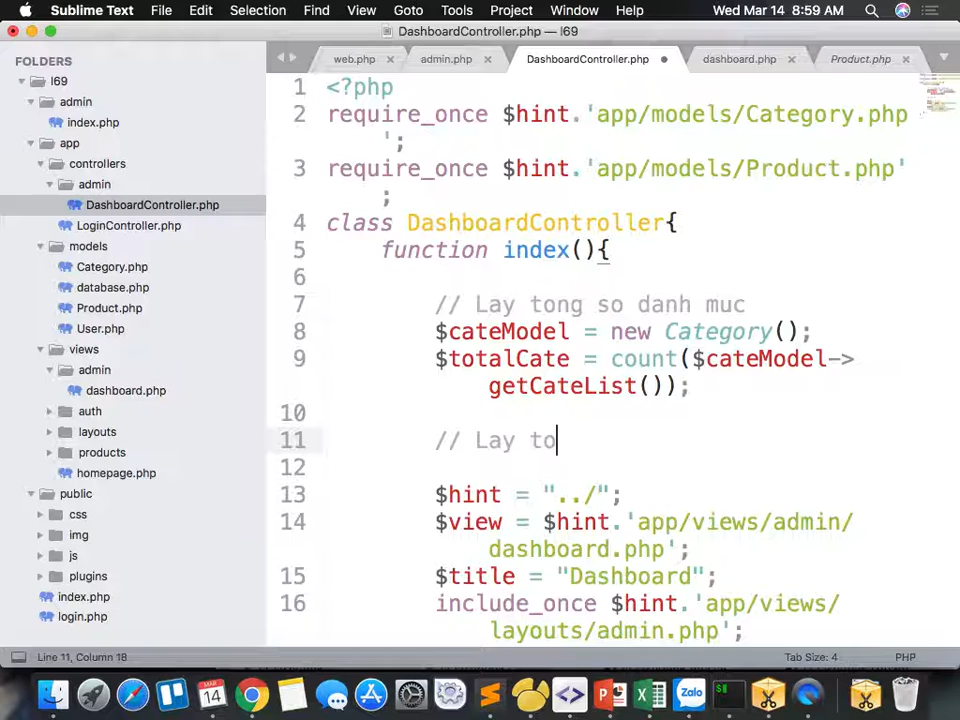 Sublime Text File Edit Selection Find View Goto Tools Project Window Help Wed Mar 14 8:59 AM
DashboardController.php — l69
FOLDERS
l69
admin
index.php
app
controllers
admin
DashboardController.php
LoginController.php
models
Category.php
database.php
Product.php
User.php
views
admin
dashboard.php
auth
layouts
products
homepage.php
public
css
img
js
plugins
index.php
login.php
web.php admin.php DashboardController.php dashboard.php Product.php
1 <?php
2 require_once $hint.'app/models/Category.php
';
3 require_once $hint.'app/models/Product.php'
;
4 class DashboardController{
5 function index(){
6
7 // Lay tong so danh muc
8 $cateModel = new Category();
9 $totalCate = count($cateModel->
getCateList());
10
11 // Lay to
12
13 $hint = "../";
14 $view = $hint.'app/views/admin/
dashboard.php';
15 $title = "Dashboard";
16 include_once $hint.'app/views/
layouts/admin.php';
Line 11, Column 18 Tab Size: 4 PHP
14
Zalo